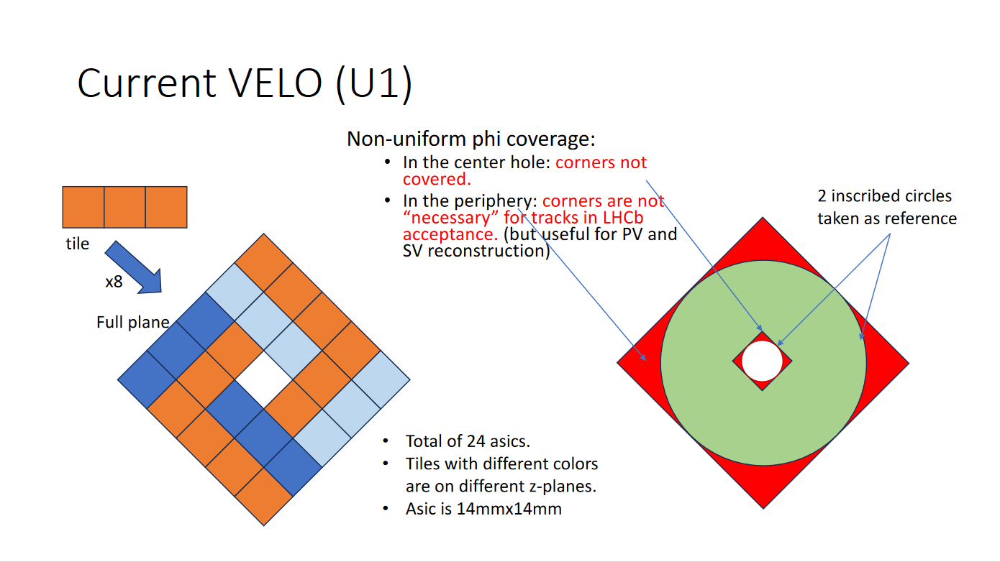 Current VELO (U1)
Non-uniform phi coverage:
• In the center hole: corners not
covered.
• In the periphery: corners are not
“necessary” for tracks in LHCb
acceptance. (but useful for PV and
SV reconstruction)
2 inscribed circles
taken as reference
tile
x8
Full plane
• Total of 24 asics.
• Tiles with different colors
are on different z-planes.
• Asic is 14mmx14mm